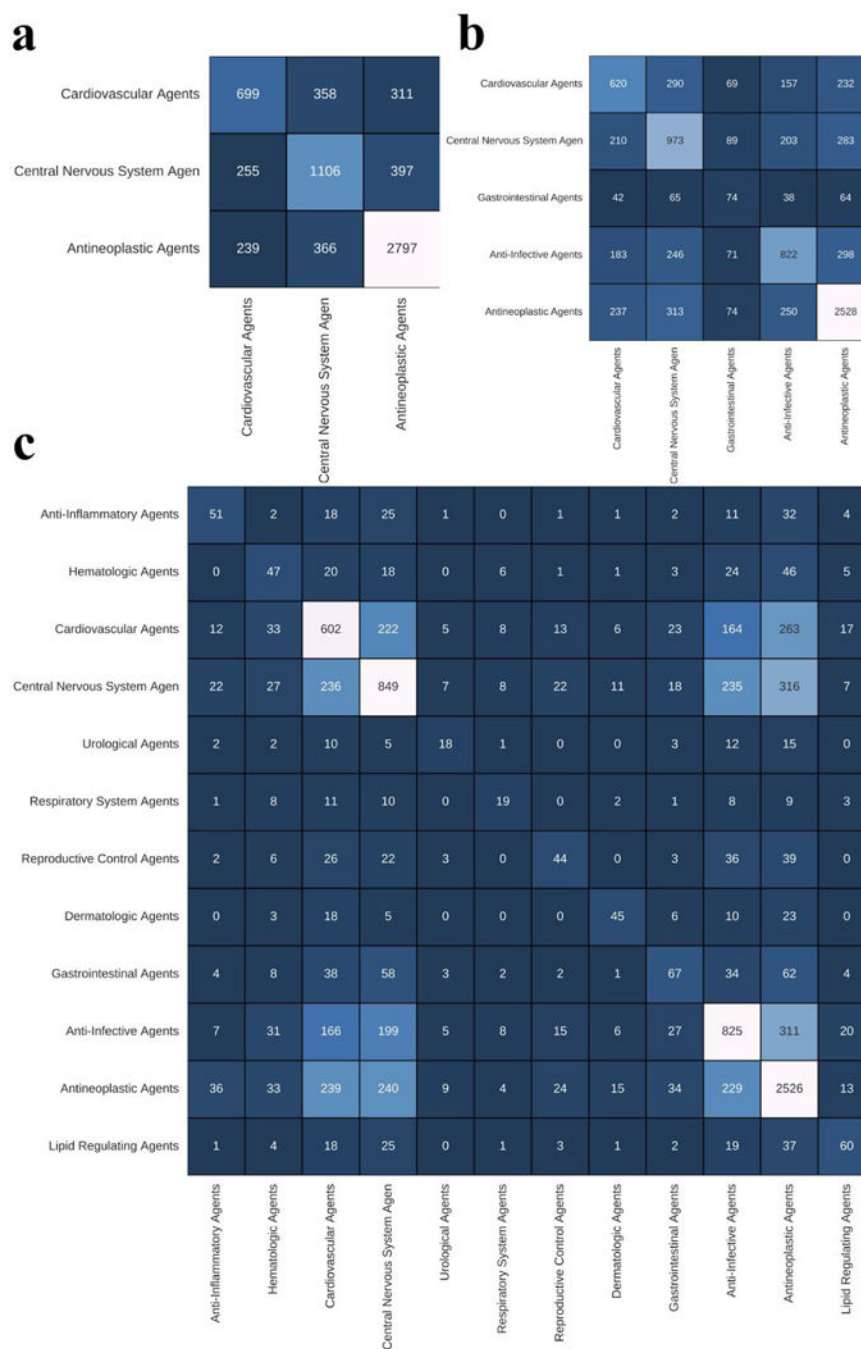 a
Cardiovascular Agents 699 358 311
Central Nervous System Agen 255 1106 397
Antineoplastic Agents 239 366 2797
Cardiovascular Agents
Central Nervous System Agen
Antineoplastic Agents
b
Cardiovascular Agents 620 290 69 157 232
Central Nervous System Agen 210 973 89 203 283
Gastrointestinal Agents 42 65 74 38 64
Anti-Infective Agents 183 246 71 822 298
Antineoplastic Agents 237 313 74 250 2528
Cardiovascular Agents
Central Nervous System Agen
Gastrointestinal Agents
Anti-Infective Agents
Antineoplastic Agents
c
Anti-Inflammatory Agents 51 2 18 25 1 0 1 1 2 11 32 4
Hematologic Agents 0 47 20 18 0 6 1 1 3 24 46 5
Cardiovascular Agents 12 33 602 222 5 8 13 6 23 164 263 17
Central Nervous System Agen 22 27 236 849 7 8 22 11 18 235 316 7
Urological Agents 2 2 10 5 18 1 0 0 3 12 15 0
Respiratory System Agents 1 8 11 10 0 19 0 2 1 8 9 3
Reproductive Control Agents 2 6 26 22 3 0 44 0 3 36 39 0
Dermatologic Agents 0 3 18 5 0 0 0 45 6 10 23 0
Gastrointestinal Agents 4 8 38 58 3 2 2 1 67 34 62 4
Anti-Infective Agents 7 31 166 199 5 8 15 6 27 825 311 20
Antineoplastic Agents 36 33 239 240 9 4 24 15 34 229 2526 13
Lipid Regulating Agents 1 4 18 25 0 1 3 1 2 19 37 60
Anti-Inflammatory Agents
Hematologic Agents
Cardiovascular Agents
Central Nervous System Agen
Urological Agents
Respiratory System Agents
Reproductive Control Agents
Dermatologic Agents
Gastrointestinal Agents
Anti-Infective Agents
Antineoplastic Agents
Lipid Regulating Agents